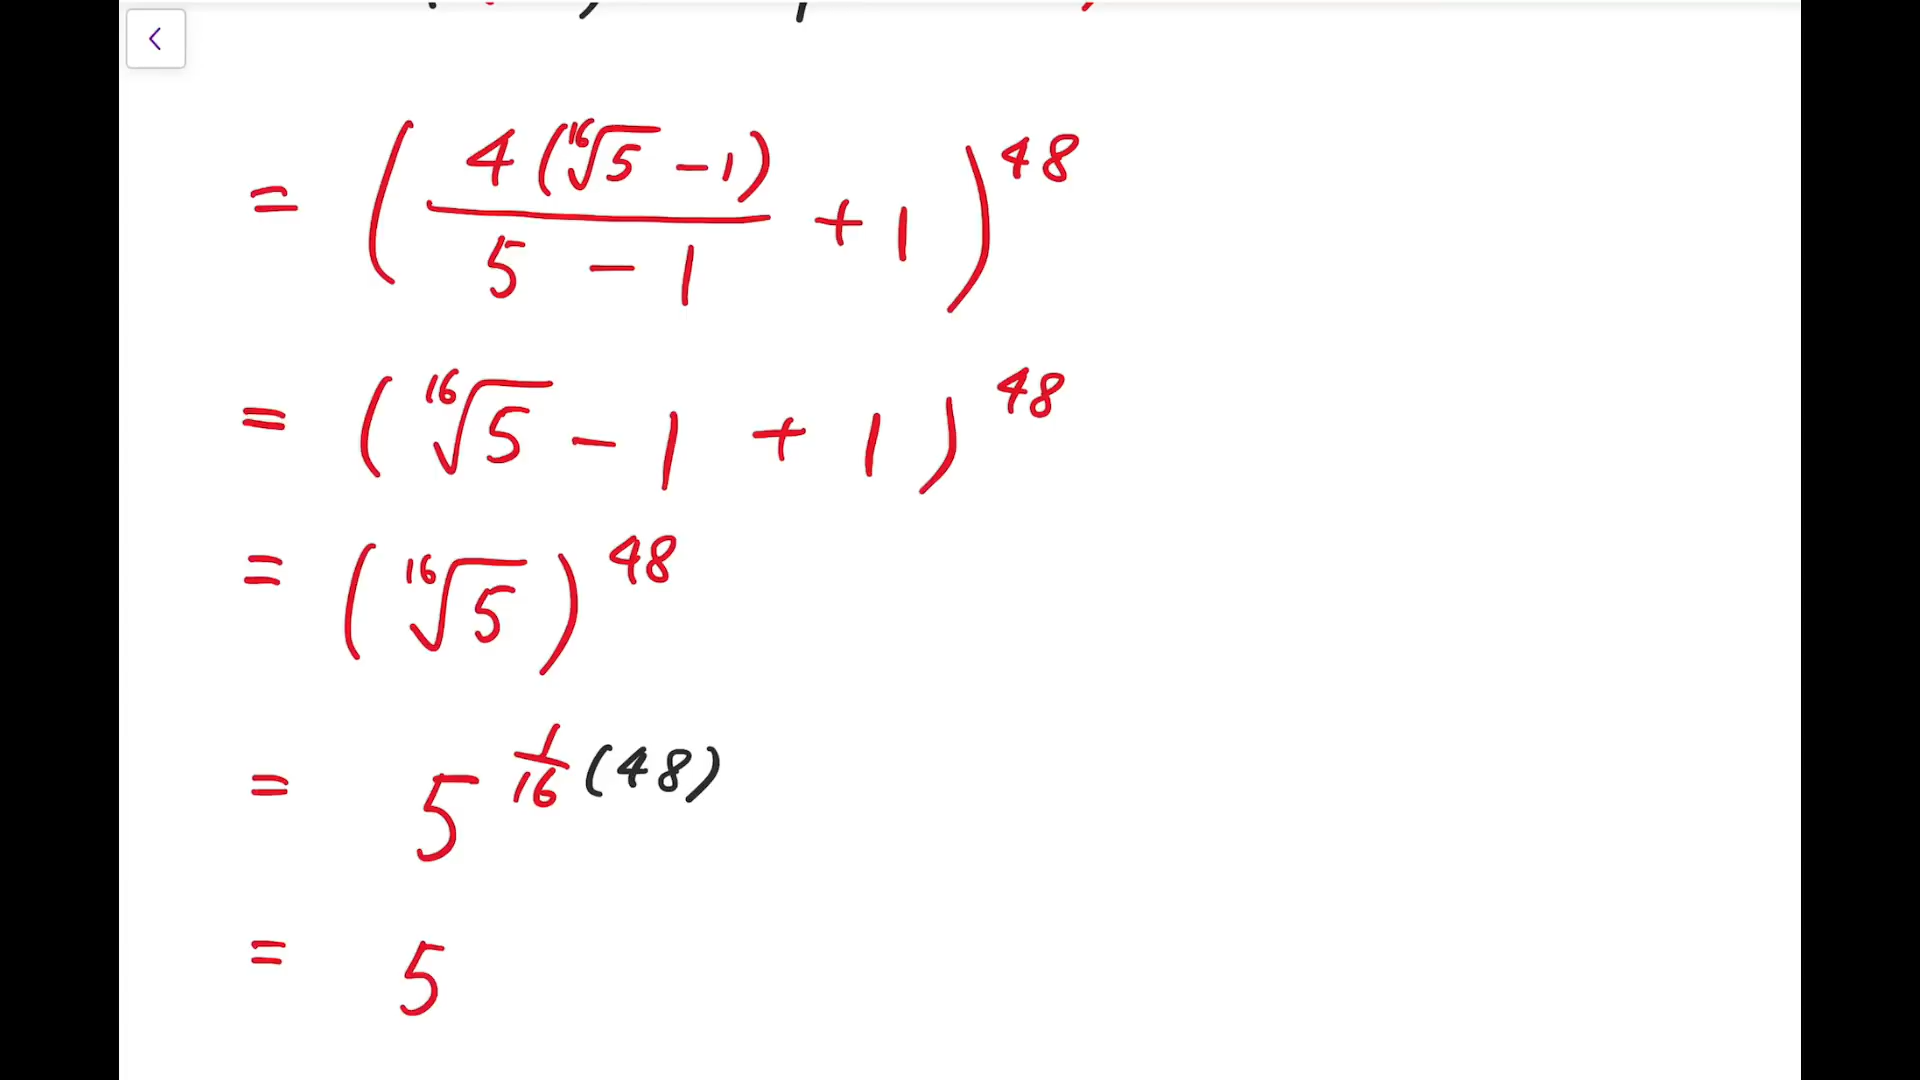 = ( 4(¹⁶√5 - 1) / 5 - 1 + 1 )⁴⁸
= ( ¹⁶√5 - 1 + 1 )⁴⁸
= ( ¹⁶√5 )⁴⁸
= 5^(1/16 (48))
= 5